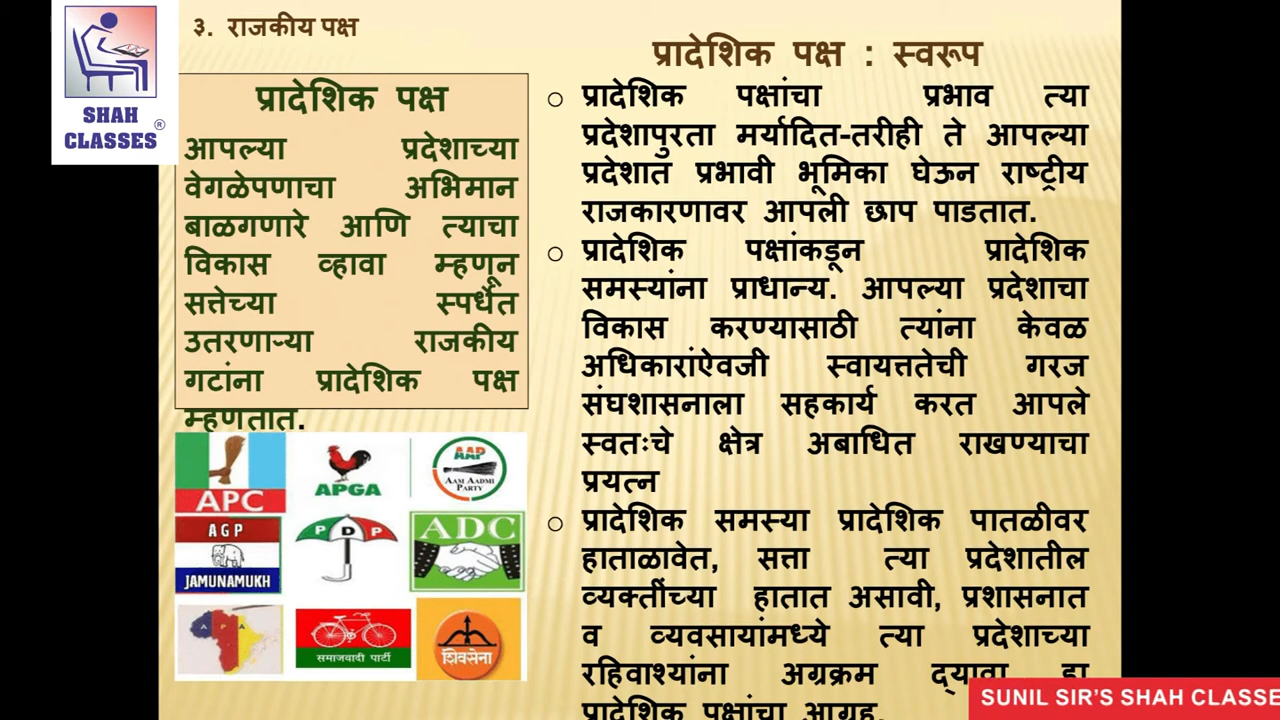 ३. राजकीय पक्ष
SHAH
CLASSES®
प्रादेशिक पक्ष
आपल्या प्रदेशाच्या
वेगळेपणाचा अभिमान
बाळगणारे आणि त्याचा
विकास व्हावा म्हणून
सत्तेच्या स्पर्धेत
उतरणाऱ्या राजकीय
गटांना प्रादेशिक पक्ष
म्हणतात.
APC
APGA
AAP
AAM AADMI
PARTY
AGP
JAMUNAMUKH
PDP
ADC
A P A
समाजवादी पार्टी
शिवसेना
प्रादेशिक पक्ष : स्वरूप
प्रादेशिक पक्षांचा प्रभाव त्या
प्रदेशापुरता मर्यादित-तरीही ते आपल्या
प्रदेशात प्रभावी भूमिका घेऊन राष्ट्रीय
राजकारणावर आपली छाप पाडतात.
प्रादेशिक पक्षांकडून प्रादेशिक
समस्यांना प्राधान्य. आपल्या प्रदेशाचा
विकास करण्यासाठी त्यांना केवळ
अधिकारांऐवजी स्वायत्ततेची गरज
संघशासनाला सहकार्य करत आपले
स्वतःचे क्षेत्र अबाधित राखण्याचा
प्रयत्न
प्रादेशिक समस्या प्रादेशिक पातळीवर
हाताळावेत, सत्ता त्या प्रदेशातील
व्यक्तींच्या हातात असावी, प्रशासनात
व व्यवसायांमध्ये त्या प्रदेशाच्या
रहिवाश्यांना अग्रक्रम द्यावा हा
प्रादेशिक पक्षांचा आग्रह.
SUNIL SIR'S SHAH CLASSE